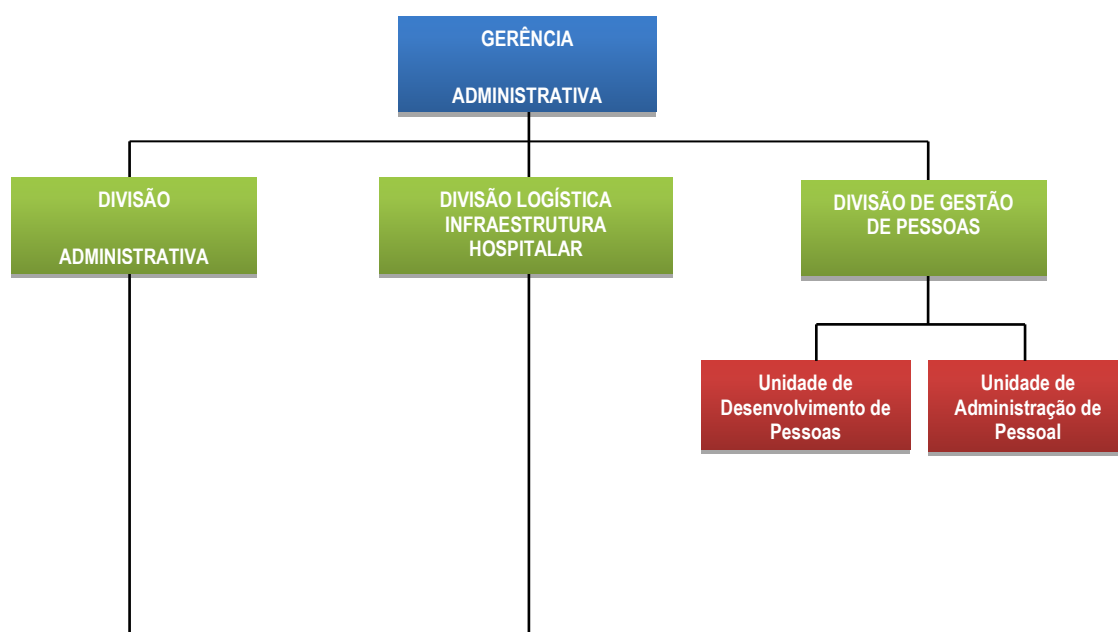 GERÊNCIA
ADMINISTRATIVA
DIVISÃO
ADMINISTRATIVA
DIVISÃO LOGÍSTICA
INFRAESTRUTURA
HOSPITALAR
DIVISÃO DE GESTÃO
DE PESSOAS
Unidade de
Desenvolvimento de
Pessoas
Unidade de
Administração de
Pessoal